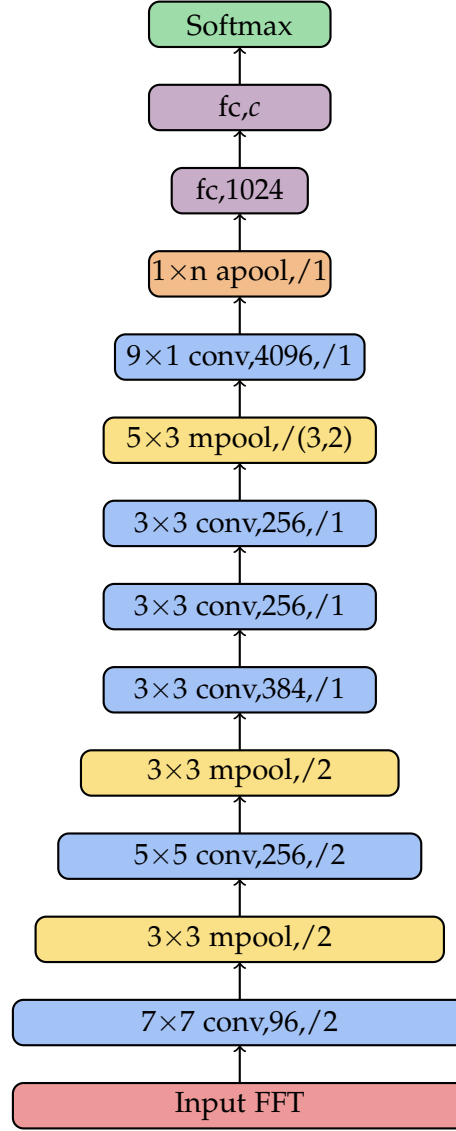 Softmax
fc,c
fc,1024
1×n apool,/1
9×1 conv,4096,/1
5×3 mpool,/(3,2)
3×3 conv,256,/1
3×3 conv,256,/1
3×3 conv,384,/1
3×3 mpool,/2
5×5 conv,256,/2
3×3 mpool,/2
7×7 conv,96,/2
Input FFT